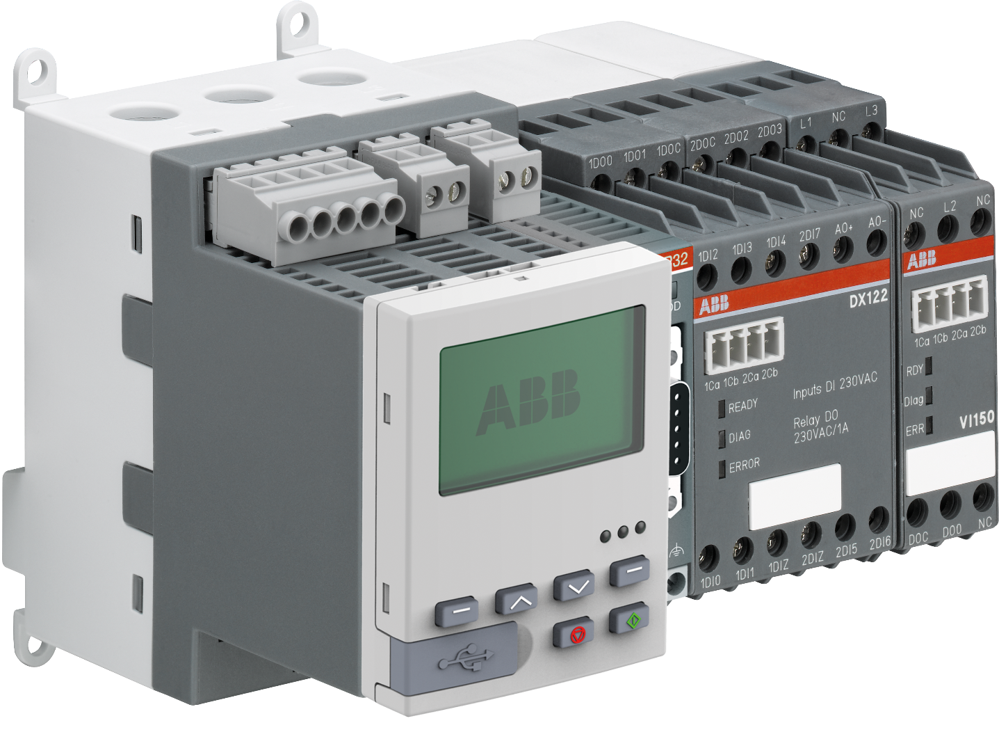 1DO0 1DO1 1DOC 2DOC 2DO2 2DO3 L1 NC L3
1DI2 1DI3 1DI4 2DI7 AO+ AO-
NC L2 NC
32
ABB
DX122
ABB
1Ca 1Cb 2Ca 2Cb
1Ca 1Cb 2Ca 2Cb
READY
DIAG
ERROR
Inputs DI 230VAC
Relay DO
230VAC/1A
RDY
DIag
ERR
VI150
ABB
1DI0 1DI1 1DIZ 2DIZ 2DI5 2DI6
DOC DO0 NC